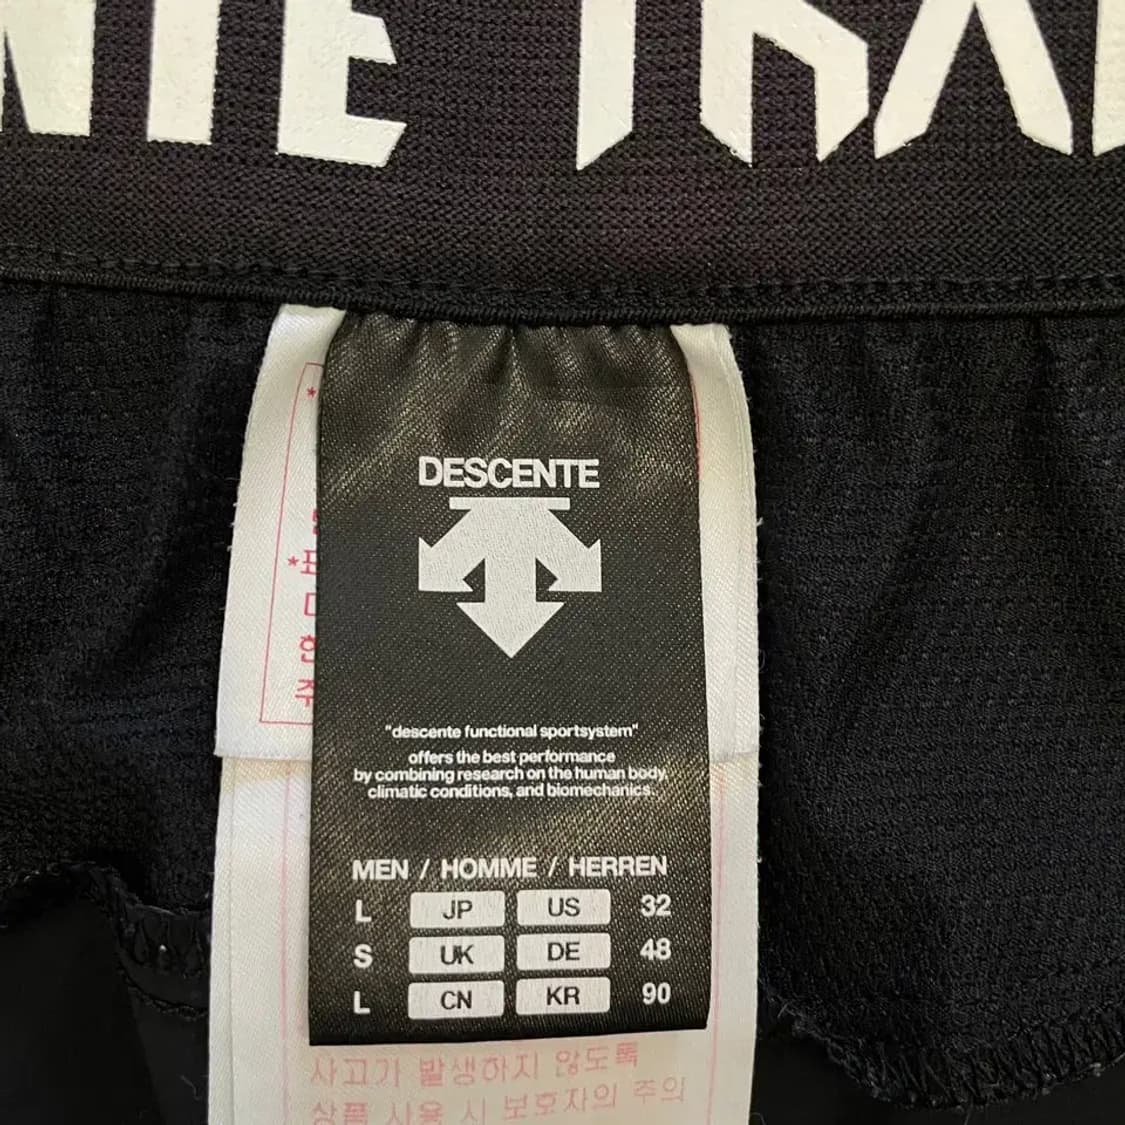 NTE TRA
DESCENTE
"descente functional sportsystem"
offers the best performance
by combining research on the human body,
climatic conditions, and biomechanics.
MEN / HOMME / HERREN
L JP US 32
S UK DE 48
L CN KR 90
사고가 발생하지 않도록
상품 사용 시 보호자의 주의